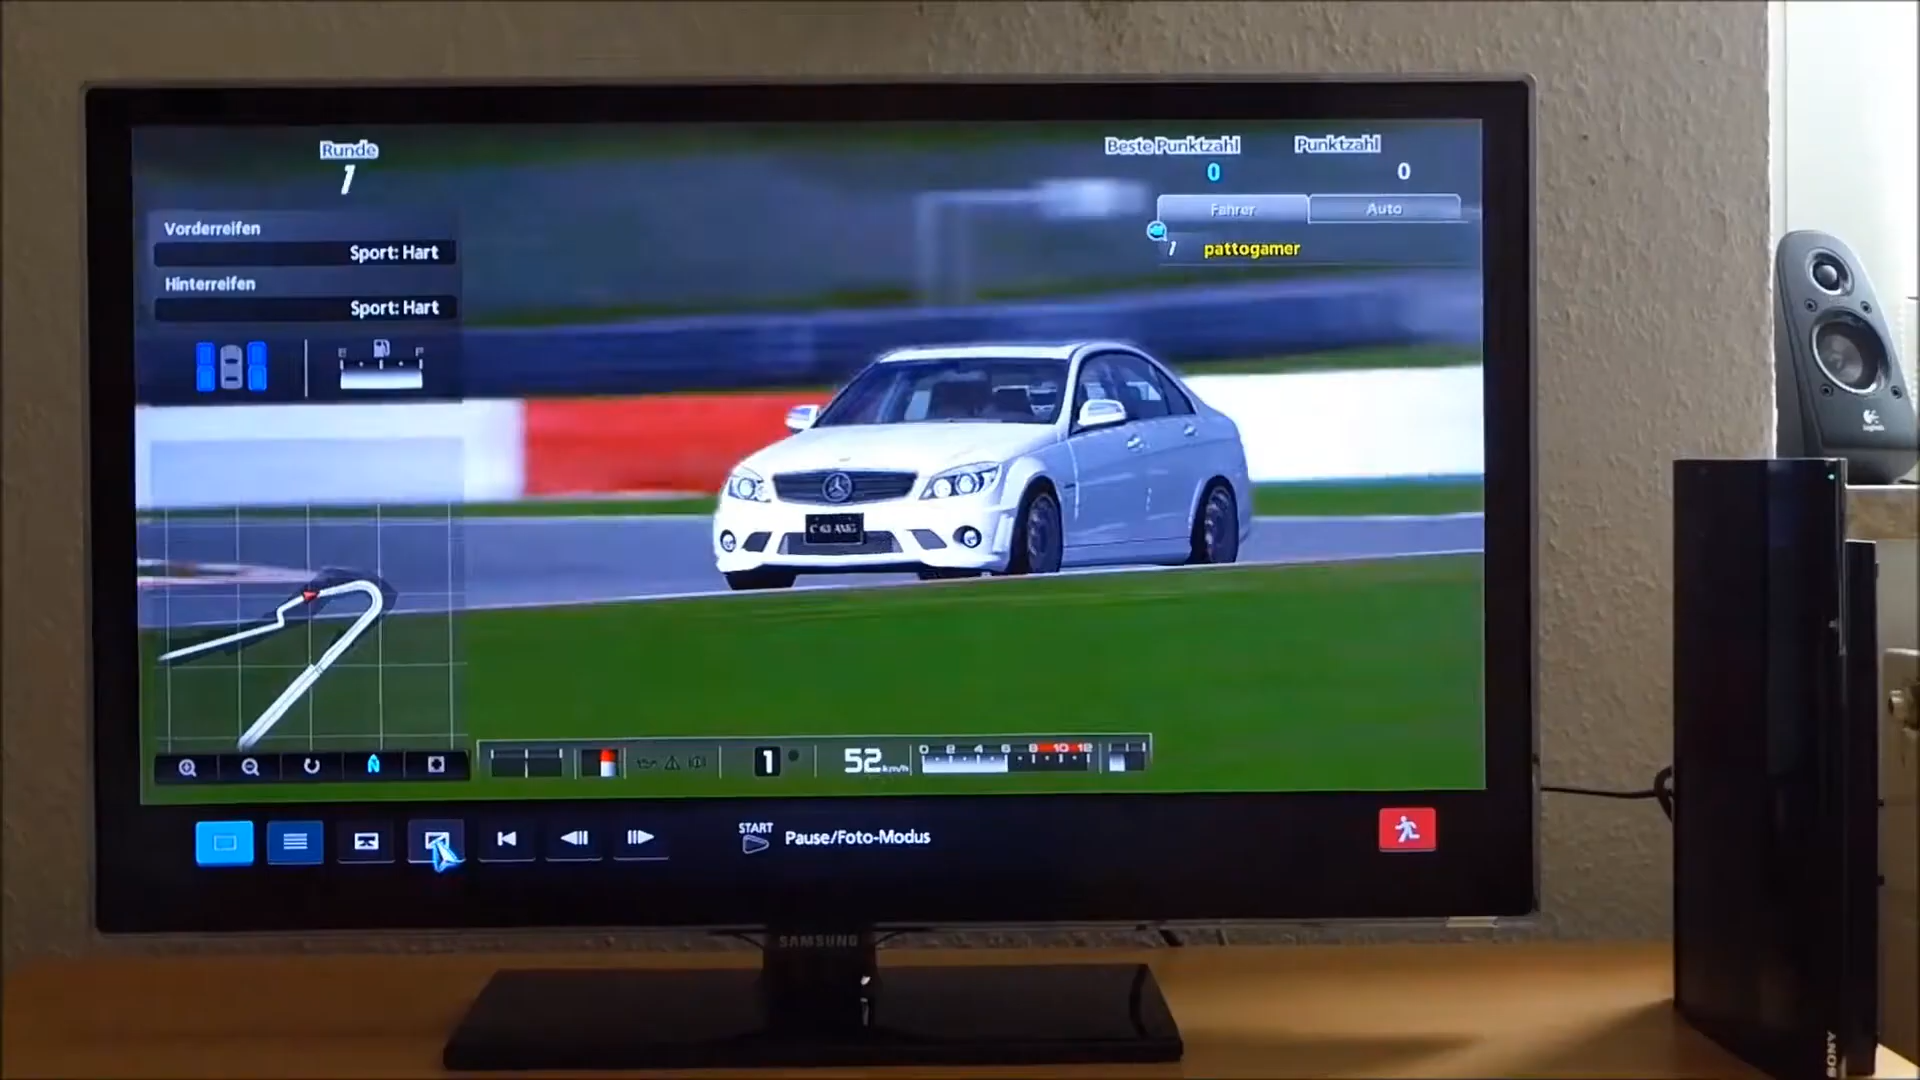 Runde
1
Beste Punktzahl
0
Punktzahl
0
Vorderreifen
Sport: Hart
Hinterreifen
Sport: Hart
E F
Fahrer
Auto
1 pattogamer
C 63 AMG
N
1
52 km/h
0 2 4 6 8 10 12
START
Pause/Foto-Modus
SAMSUNG
Logitech
SONY